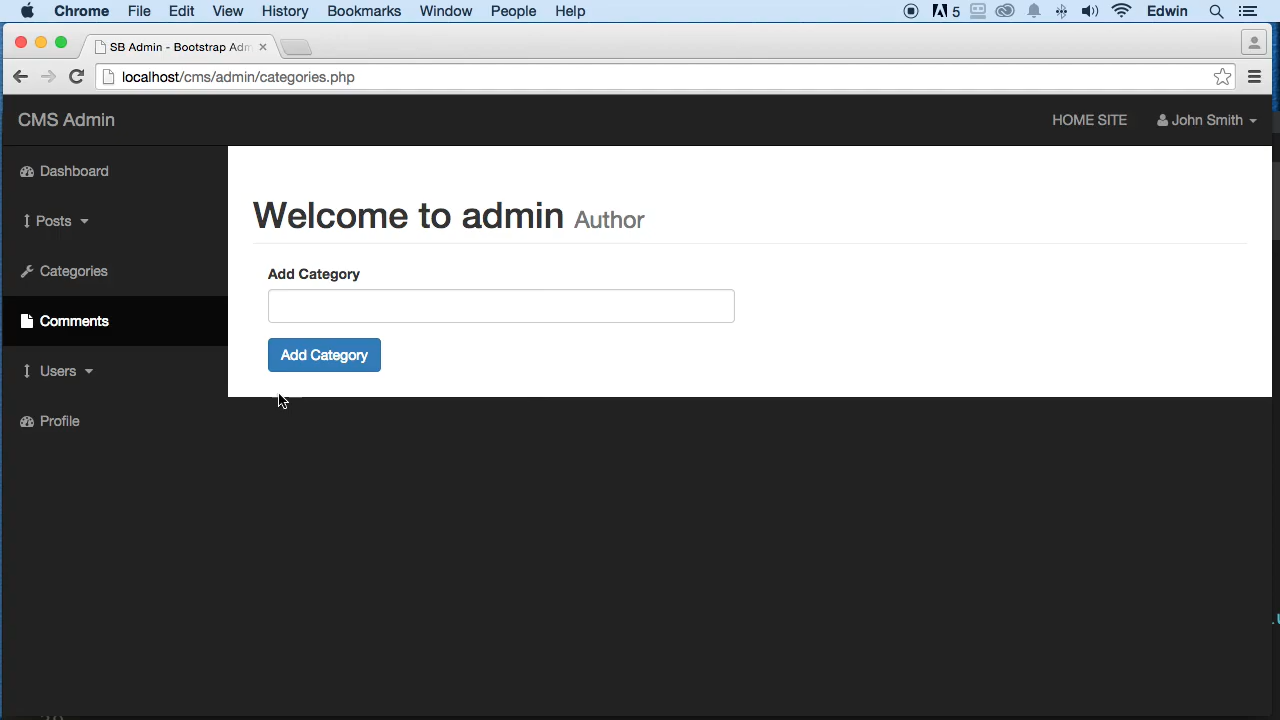 Chrome File Edit View History Bookmarks Window People Help 5 Edwin
SB Admin - Bootstrap Adm
localhost/cms/admin/categories.php
CMS Admin HOME SITE John Smith
Dashboard
Posts
Categories
Comments
Users
Profile
Welcome to admin Author
Add Category
Add Category